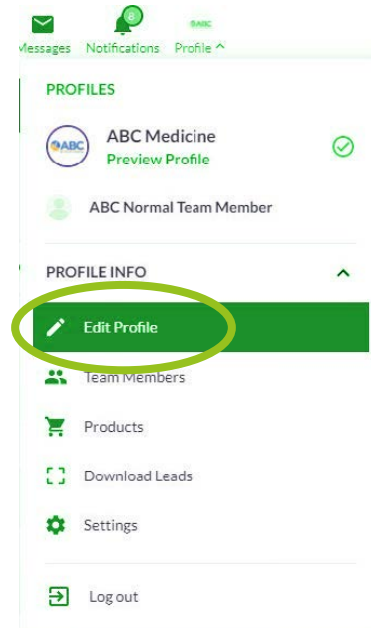 8
Messages Notifications Profile
PROFILES
ABC
ABC Medicine
Preview Profile
ABC Normal Team Member
PROFILE INFO
Edit Profile
Team Members
Products
Download Leads
Settings
Log out